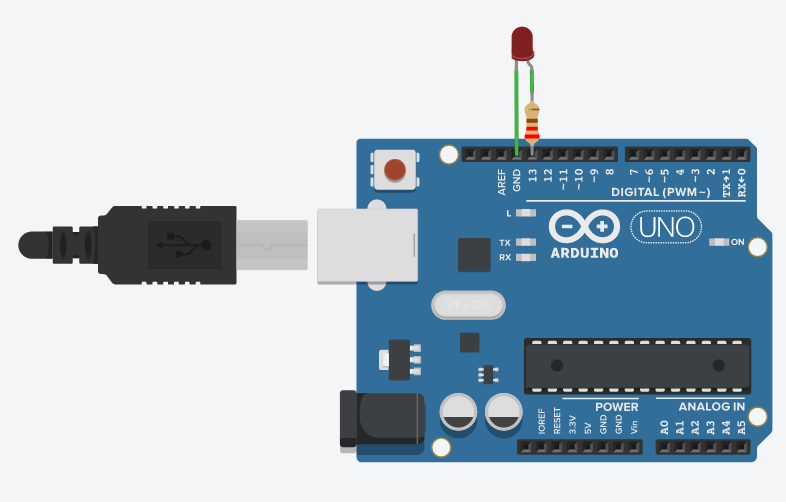 AREF
GND
13
12
~11
~10
~9
8
7
~6
~5
4
~3
2
TX→1
RX←0
DIGITAL (PWM~)
L
TX
RX
ARDUINO
UNO
ON
POWER
ANALOG IN
IOREF
RESET
3.3V
5V
GND
GND
Vin
A0
A1
A2
A3
A4
A5